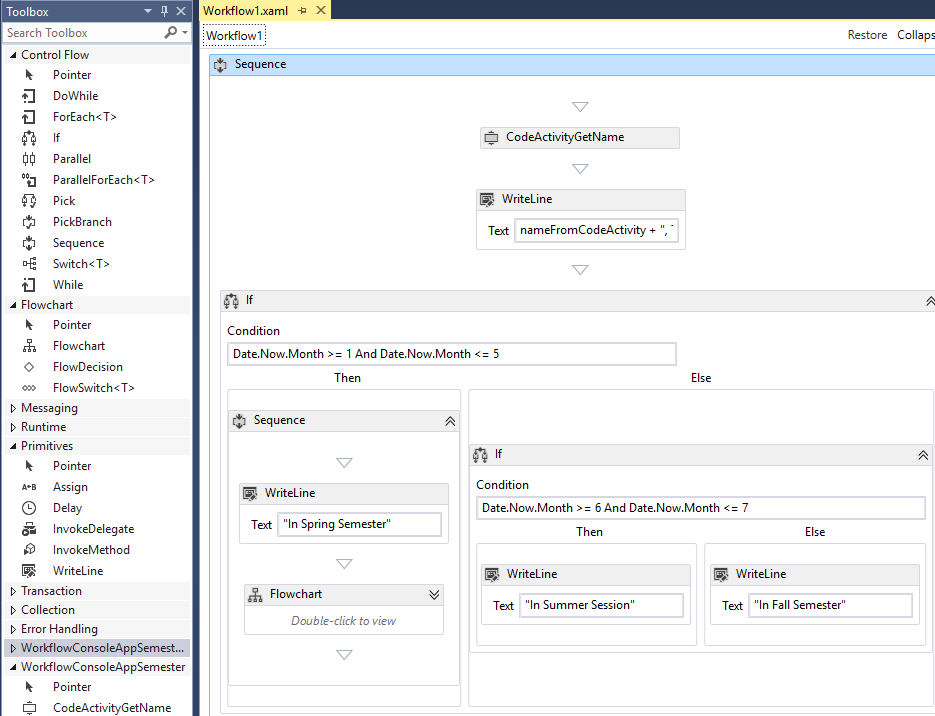 Toolbox
Search Toolbox
Control Flow
Pointer
DoWhile
ForEach<T>
If
Parallel
ParallelForEach<T>
Pick
PickBranch
Sequence
Switch<T>
While
Flowchart
Pointer
Flowchart
FlowDecision
FlowSwitch<T>
Messaging
Runtime
Primitives
Pointer
A+B Assign
Delay
InvokeDelegate
InvokeMethod
WriteLine
Transaction
Collection
Error Handling
WorkflowConsoleAppSemest...
WorkflowConsoleAppSemester
Pointer
CodeActivityGetName
Workflow1.xaml
Workflow1
Restore Collaps
Sequence
CodeActivityGetName
WriteLine
Text nameFromCodeActivity + ",
If
Condition
Date.Now.Month >= 1 And Date.Now.Month <= 5
Then Else
Sequence
WriteLine
Text "In Spring Semester"
Flowchart
Double-click to view
If
Condition
Date.Now.Month >= 6 And Date.Now.Month <= 7
Then Else
WriteLine
Text "In Summer Session"
WriteLine
Text "In Fall Semester"